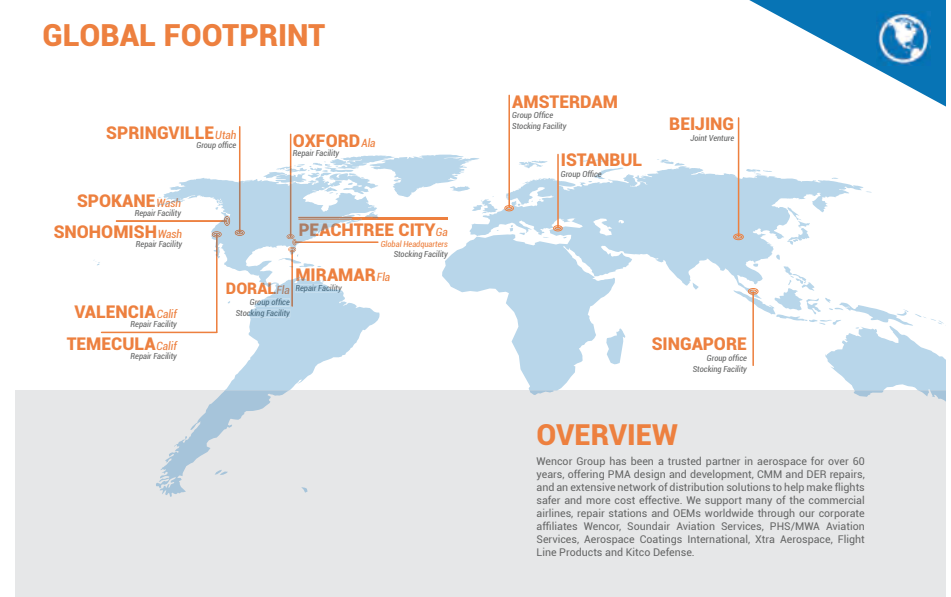 GLOBAL FOOTPRINT
AMSTERDAM
Group Office
Stocking Facility
BEIJING
Joint Venture
SPRINGVILLE Utah
Group office
OXFORD Ala
Repair Facility
ISTANBUL
Group Office
SPOKANE Wash
Repair Facility
SNOHOMISH Wash
Repair Facility
PEACHTREE CITY Ga
Global Headquarters
Stocking Facility
MIRAMAR Fla
Repair Facility
DORAL Fla
Group office
Stocking Facility
VALENCIA Calif
Repair Facility
TEMECULA Calif
Repair Facility
SINGAPORE
Group office
Stocking Facility
OVERVIEW
Wencor Group has been a trusted partner in aerospace for over 60
years, offering PMA design and development, CMM and DER repairs,
and an extensive network of distribution solutions to help make flights
safer and more cost effective. We support many of the commercial
airlines, repair stations and OEMs worldwide through our corporate
affiliates Wencor, Soundair Aviation Services, PHS/MWA Aviation
Services, Aerospace Coatings International, Xtra Aerospace, Flight
Line Products and Kitco Defense.